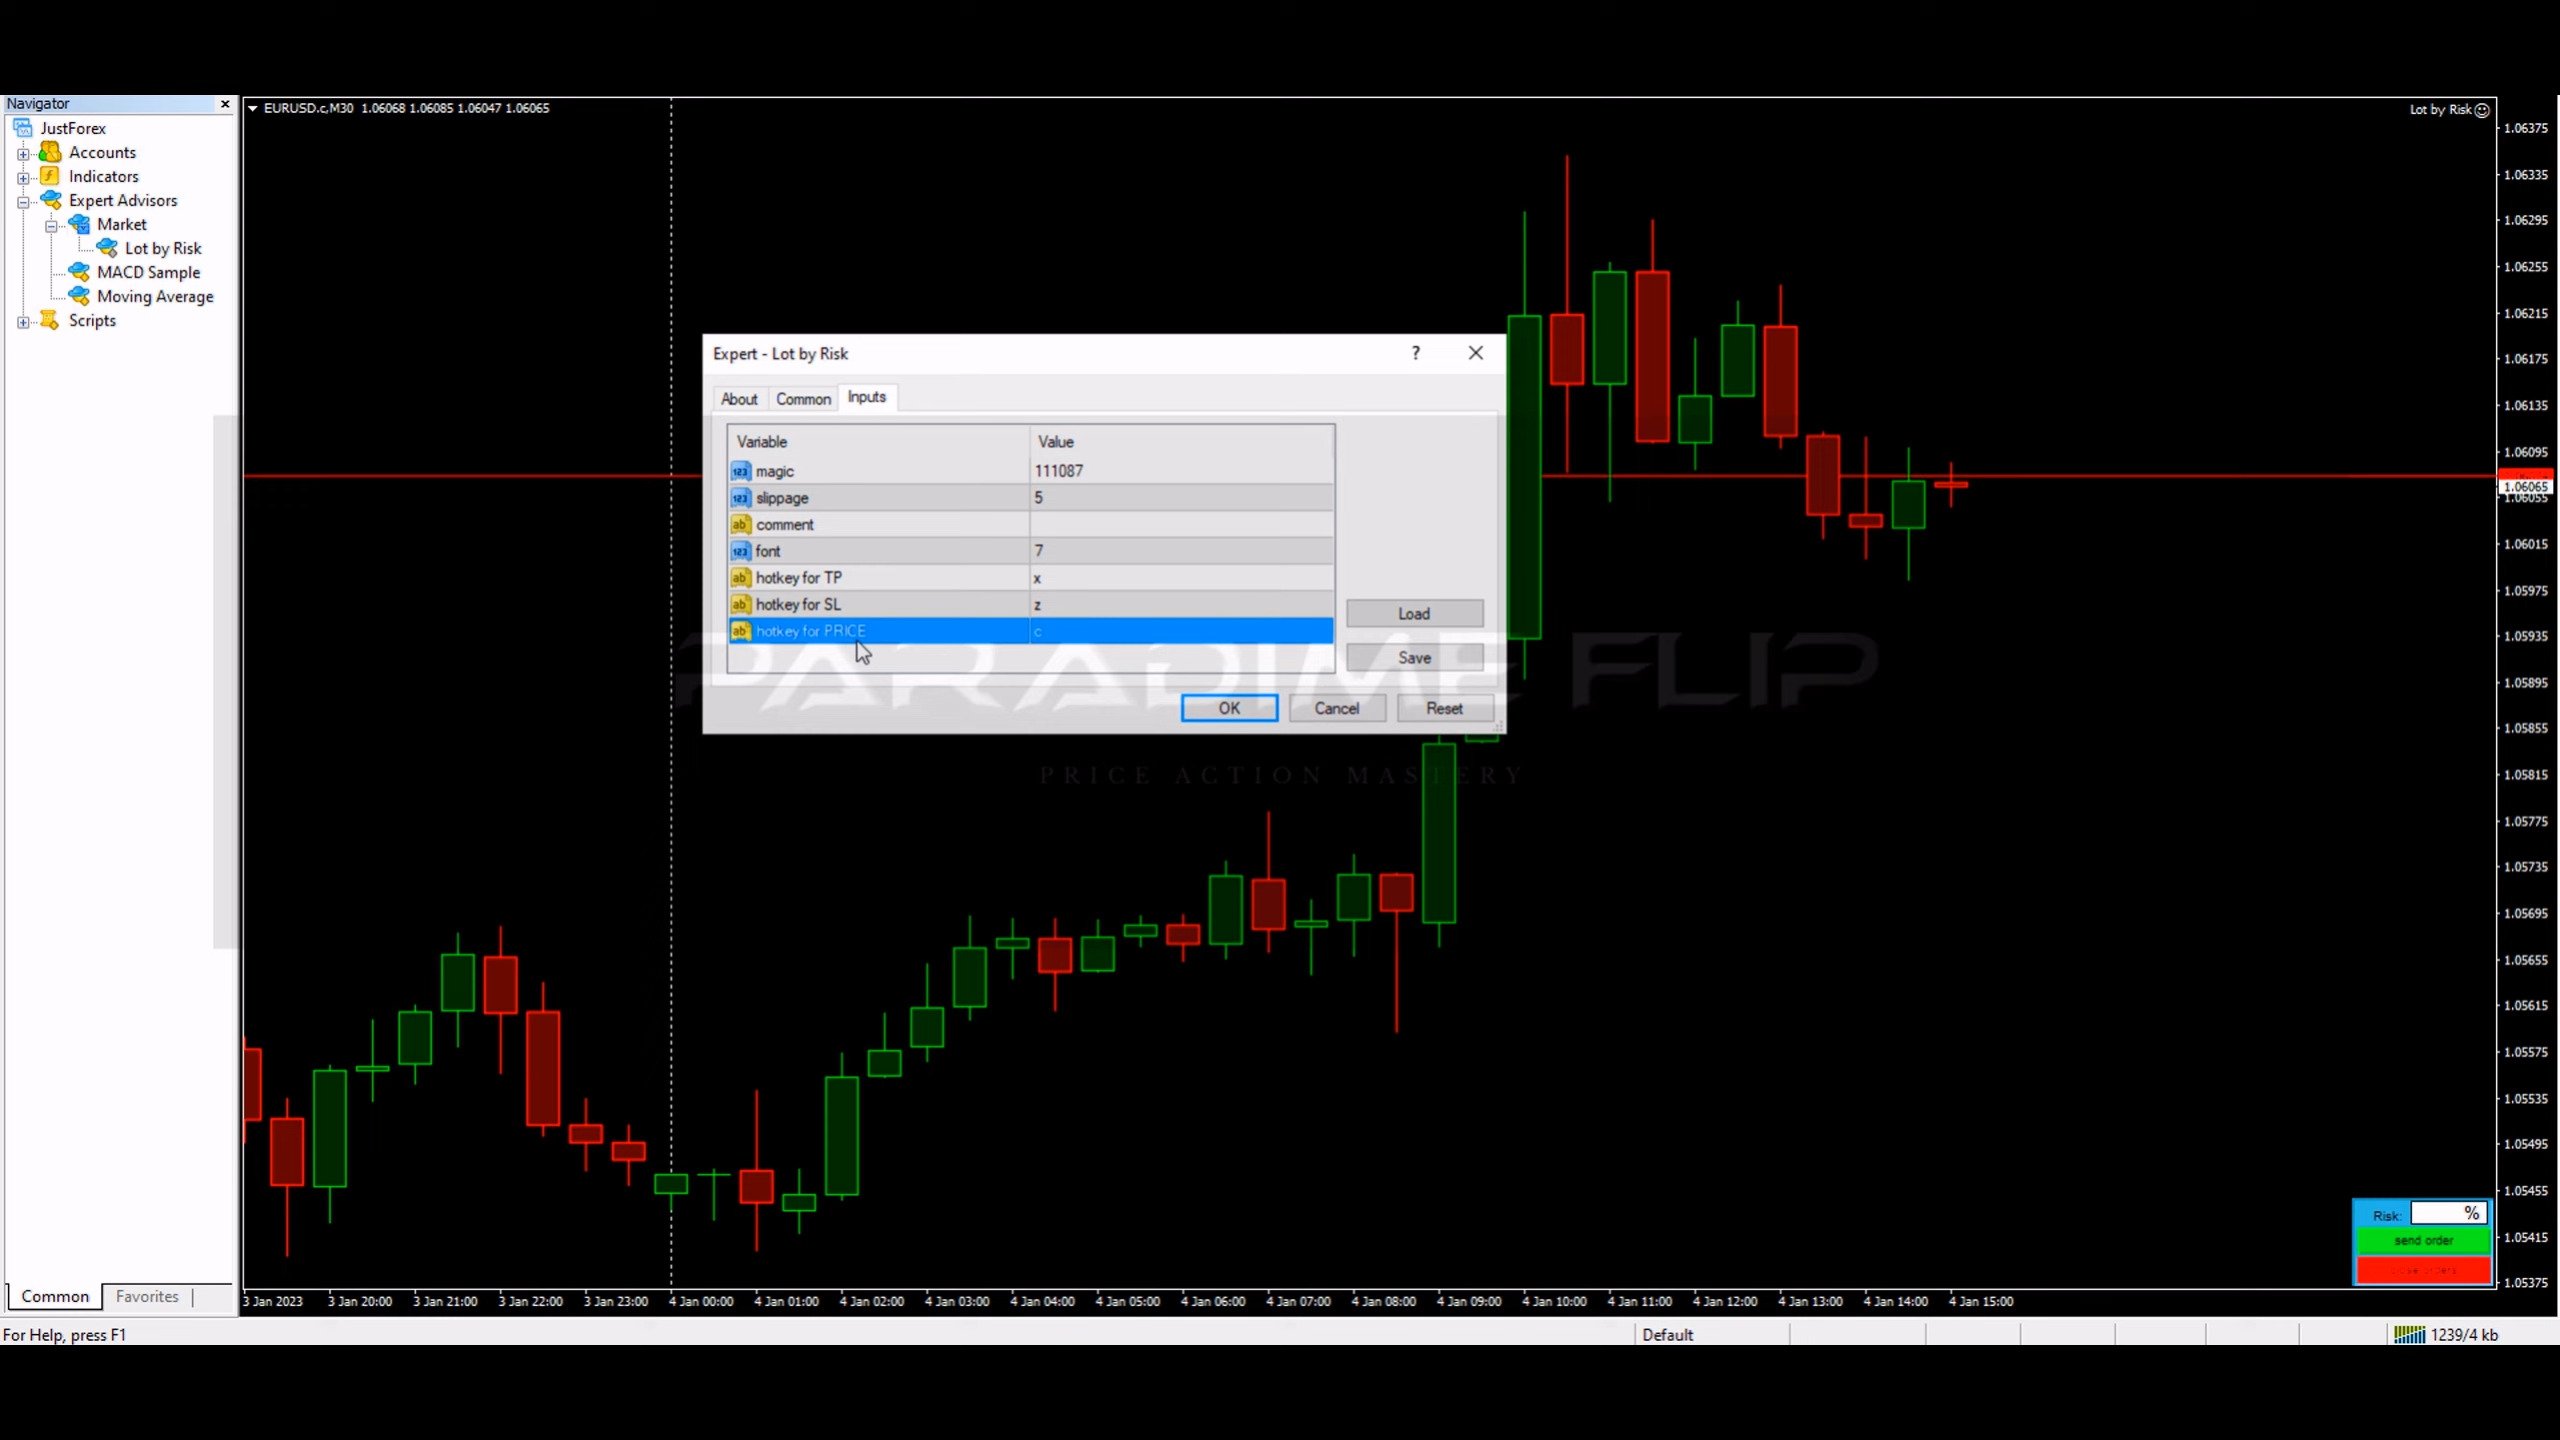 Navigator
JustForex
Accounts
Indicators
Expert Advisors
Market
Lot by Risk
MACD Sample
Moving Average
Scripts
Common
Favorites
EURUSD.c,M30 1.06068 1.06085 1.06047 1.06065
Lot by Risk
Expert - Lot by Risk
?
About
Common
Inputs
Variable Value
magic 111087
slippage 5
comment
font 7
hotkey for TP x
hotkey for SL z
hotkey for PRICE c
Load
Save
OK
Cancel
Reset
PARADIME FLIP
PRICE ACTION MASTERY
1.06375
1.06335
1.06295
1.06255
1.06215
1.06175
1.06135
1.06095
1.06065
1.06055
1.06015
1.05975
1.05935
1.05895
1.05855
1.05815
1.05775
1.05735
1.05695
1.05655
1.05615
1.05575
1.05535
1.05495
1.05455
1.05415
1.05375
Risk: %
send order
3 Jan 2023 3 Jan 20:00 3 Jan 21:00 3 Jan 22:00 3 Jan 23:00 4 Jan 00:00 4 Jan 01:00 4 Jan 02:00 4 Jan 03:00 4 Jan 04:00 4 Jan 05:00 4 Jan 06:00 4 Jan 07:00 4 Jan 08:00 4 Jan 09:00 4 Jan 10:00 4 Jan 11:00 4 Jan 12:00 4 Jan 13:00 4 Jan 14:00 4 Jan 15:00
For Help, press F1
Default
1239/4 kb